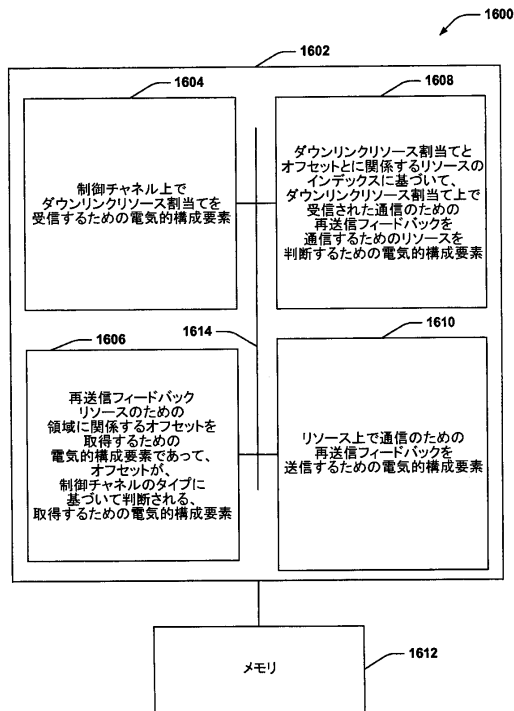 1600
1602
1604
制御チャネル上で
ダウンリンクリソース割当てを
受信するための電気的構成要素
1608
ダウンリンクリソース割当てと
オフセットとに関係するリソースの
インデックスに基づいて、
ダウンリンクリソース割当て上で
受信された通信のための
再送信フィードバックを
通信するためのリソースを
判断するための電気的構成要素
1606
再送信フィードバック
リソースのための
領域に関係するオフセットを
取得するための
電気的構成要素であって、
オフセットが、
制御チャネルのタイプに
基づいて判断される、
取得するための電気的構成要素
1614
1610
リソース上で通信のための
再送信フィードバックを
送信するための電気的構成要素
メモリ
1612